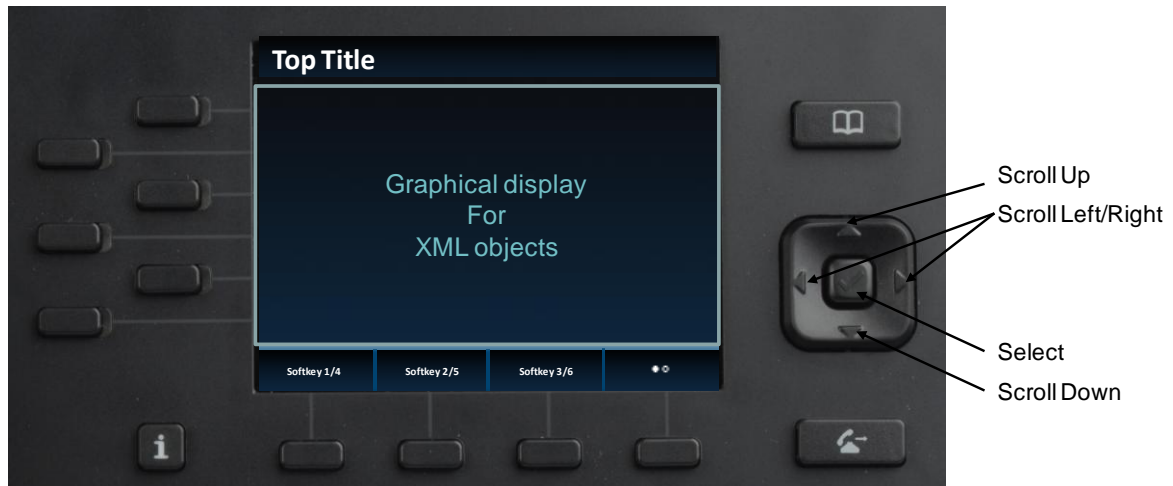 Top Title
Graphical display
For
XML objects
Softkey 1/4
Softkey 2/5
Softkey 3/6
i
Scroll Up
Scroll Left/Right
Select
Scroll Down